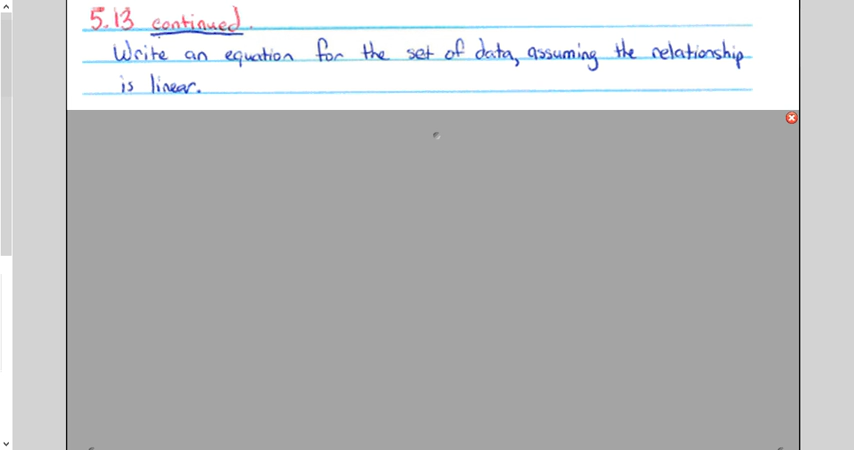 5.13 continued.
Write an equation for the set of data, assuming the relationship
is linear.